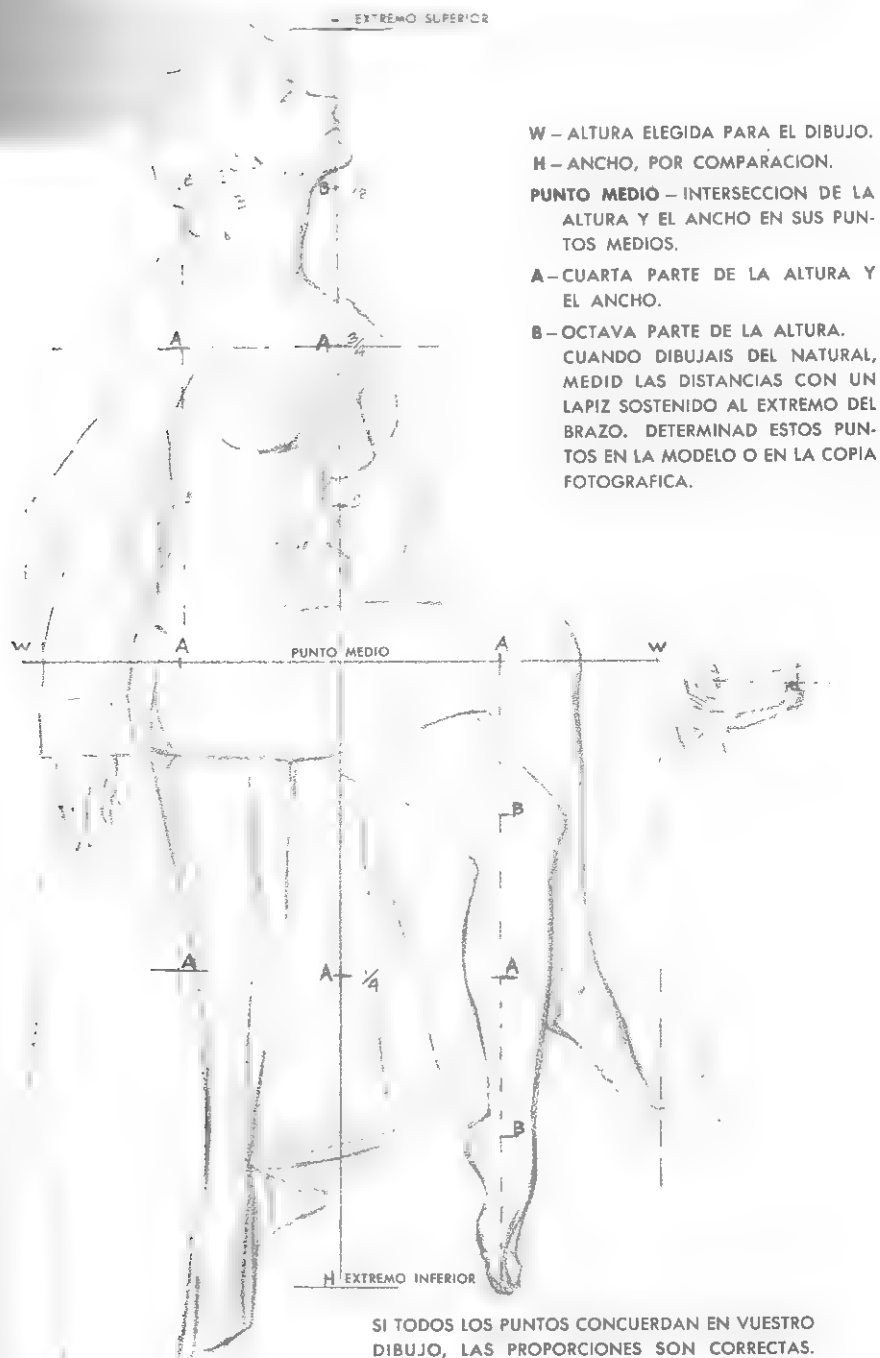 EXTREMO SUPERIOR
W – ALTURA ELEGIDA PARA EL DIBUJO.
H – ANCHO, POR COMPARACION.
PUNTO MEDIO – INTERSECCION DE LA
ALTURA Y EL ANCHO EN SUS PUN-
TOS MEDIOS.
A – CUARTA PARTE DE LA ALTURA Y
EL ANCHO.
B – OCTAVA PARTE DE LA ALTURA.
CUANDO DIBUJAIS DEL NATURAL,
MEDID LAS DISTANCIAS CON UN
LAPIZ SOSTENIDO AL EXTREMO DEL
BRAZO. DETERMINAD ESTOS PUN-
TOS EN LA MODELO O EN LA COPIA
FOTOGRAFICA.
B
A A 3/4
W A PUNTO MEDIO A W
B
A A 1/4 A
B
H EXTREMO INFERIOR
SI TODOS LOS PUNTOS CONCUERDAN EN VUESTRO
DIBUJO, LAS PROPORCIONES SON CORRECTAS.